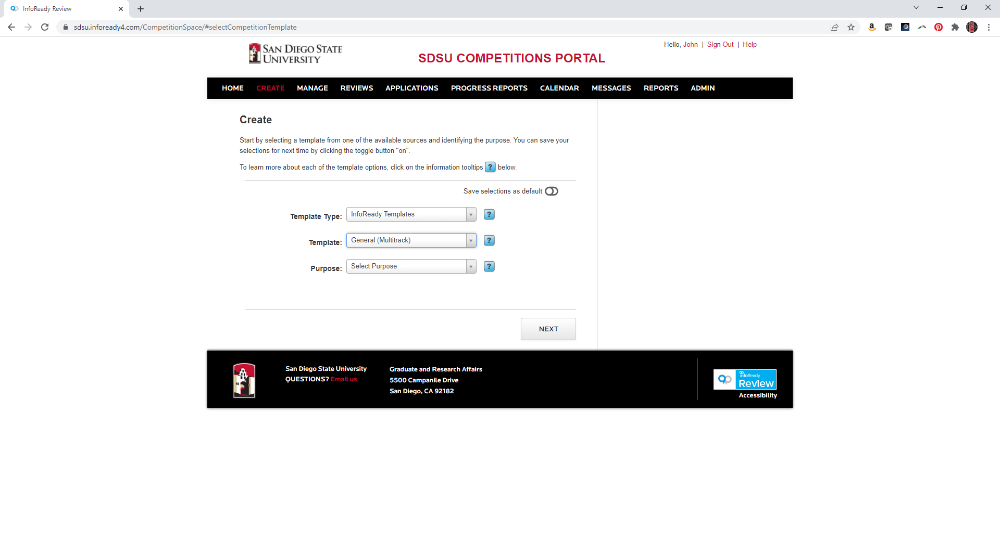 InfoReady Review
sdsu.infoready4.com/CompetitionSpace/#selectCompetitionTemplate
SAN DIEGO STATE
UNIVERSITY
SDSU COMPETITIONS PORTAL
Hello, John | Sign Out | Help
HOME CREATE MANAGE REVIEWS APPLICATIONS PROGRESS REPORTS CALENDAR MESSAGES REPORTS ADMIN
Create
Start by selecting a template from one of the available sources and identifying the purpose. You can save your
selections for next time by clicking the toggle button "on".
To learn more about each of the template options, click on the information tooltips ? below.
Save selections as default
Template Type: InfoReady Templates ?
Template: General (Multitrack) ?
Purpose: Select Purpose ?
NEXT
San Diego State University
QUESTIONS? Email us
Graduate and Research Affairs
5500 Campanile Drive
San Diego, CA 92182
infoReady
Review
Accessibility